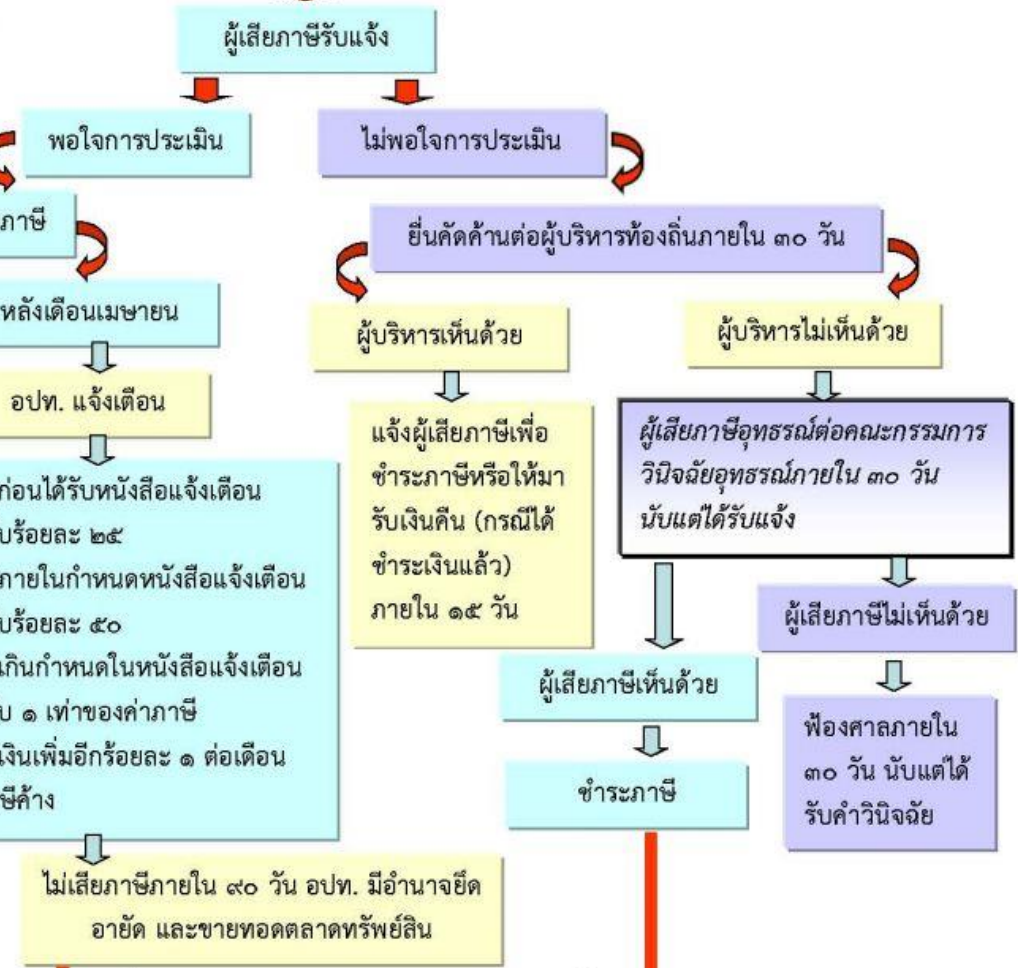 ผู้เสียภาษีรับแจ้ง
พอใจการประเมิน
ไม่พอใจการประเมิน
ภาษี
ยื่นคัดค้านต่อผู้บริหารท้องถิ่นภายใน ๓๐ วัน
หลังเดือนเมษายน
ผู้บริหารเห็นด้วย
ผู้บริหารไม่เห็นด้วย
อปท. แจ้งเตือน
แจ้งผู้เสียภาษีเพื่อ
ชำระภาษีหรือให้มา
รับเงินคืน (กรณีได้
ชำระเงินแล้ว)
ภายใน ๑๕ วัน
ผู้เสียภาษีอุทธรณ์ต่อคณะกรรมการ
วินิจฉัยอุทธรณ์ภายใน ๓๐ วัน
นับแต่ได้รับแจ้ง
ก่อนได้รับหนังสือแจ้งเตือน
บร้อยละ ๒๕
ภายในกำหนดหนังสือแจ้งเตือน
บร้อยละ ๕๐
เกินกำหนดในหนังสือแจ้งเตือน
บ ๑ เท่าของค่าภาษี
เงินเพิ่มอีกร้อยละ ๑ ต่อเดือน
ษีค้าง
ผู้เสียภาษีไม่เห็นด้วย
ผู้เสียภาษีเห็นด้วย
ฟ้องศาลภายใน
๓๐ วัน นับแต่ได้
รับคำวินิจฉัย
ชำระภาษี
ไม่เสียภาษีภายใน ๙๐ วัน อปท. มีอำนาจยึด
อายัด และขายทอดตลาดทรัพย์สิน